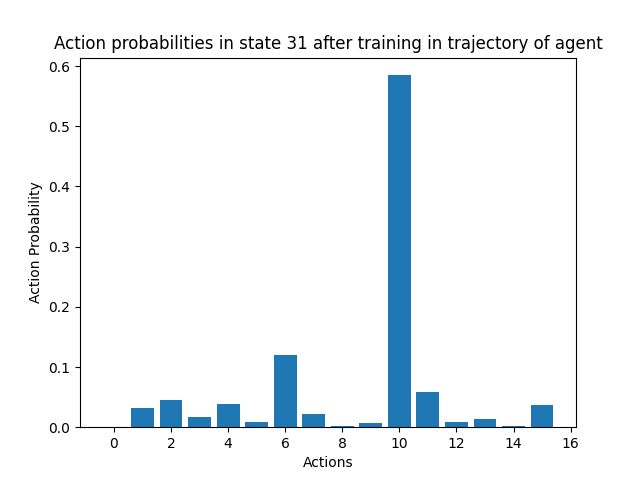 Action probabilities in state 31 after training in trajectory of agent
0.6
0.5
0.4
0.3
0.2
0.1
0.0
Action Probability
0 2 4 6 8 10 12 14 16
Actions